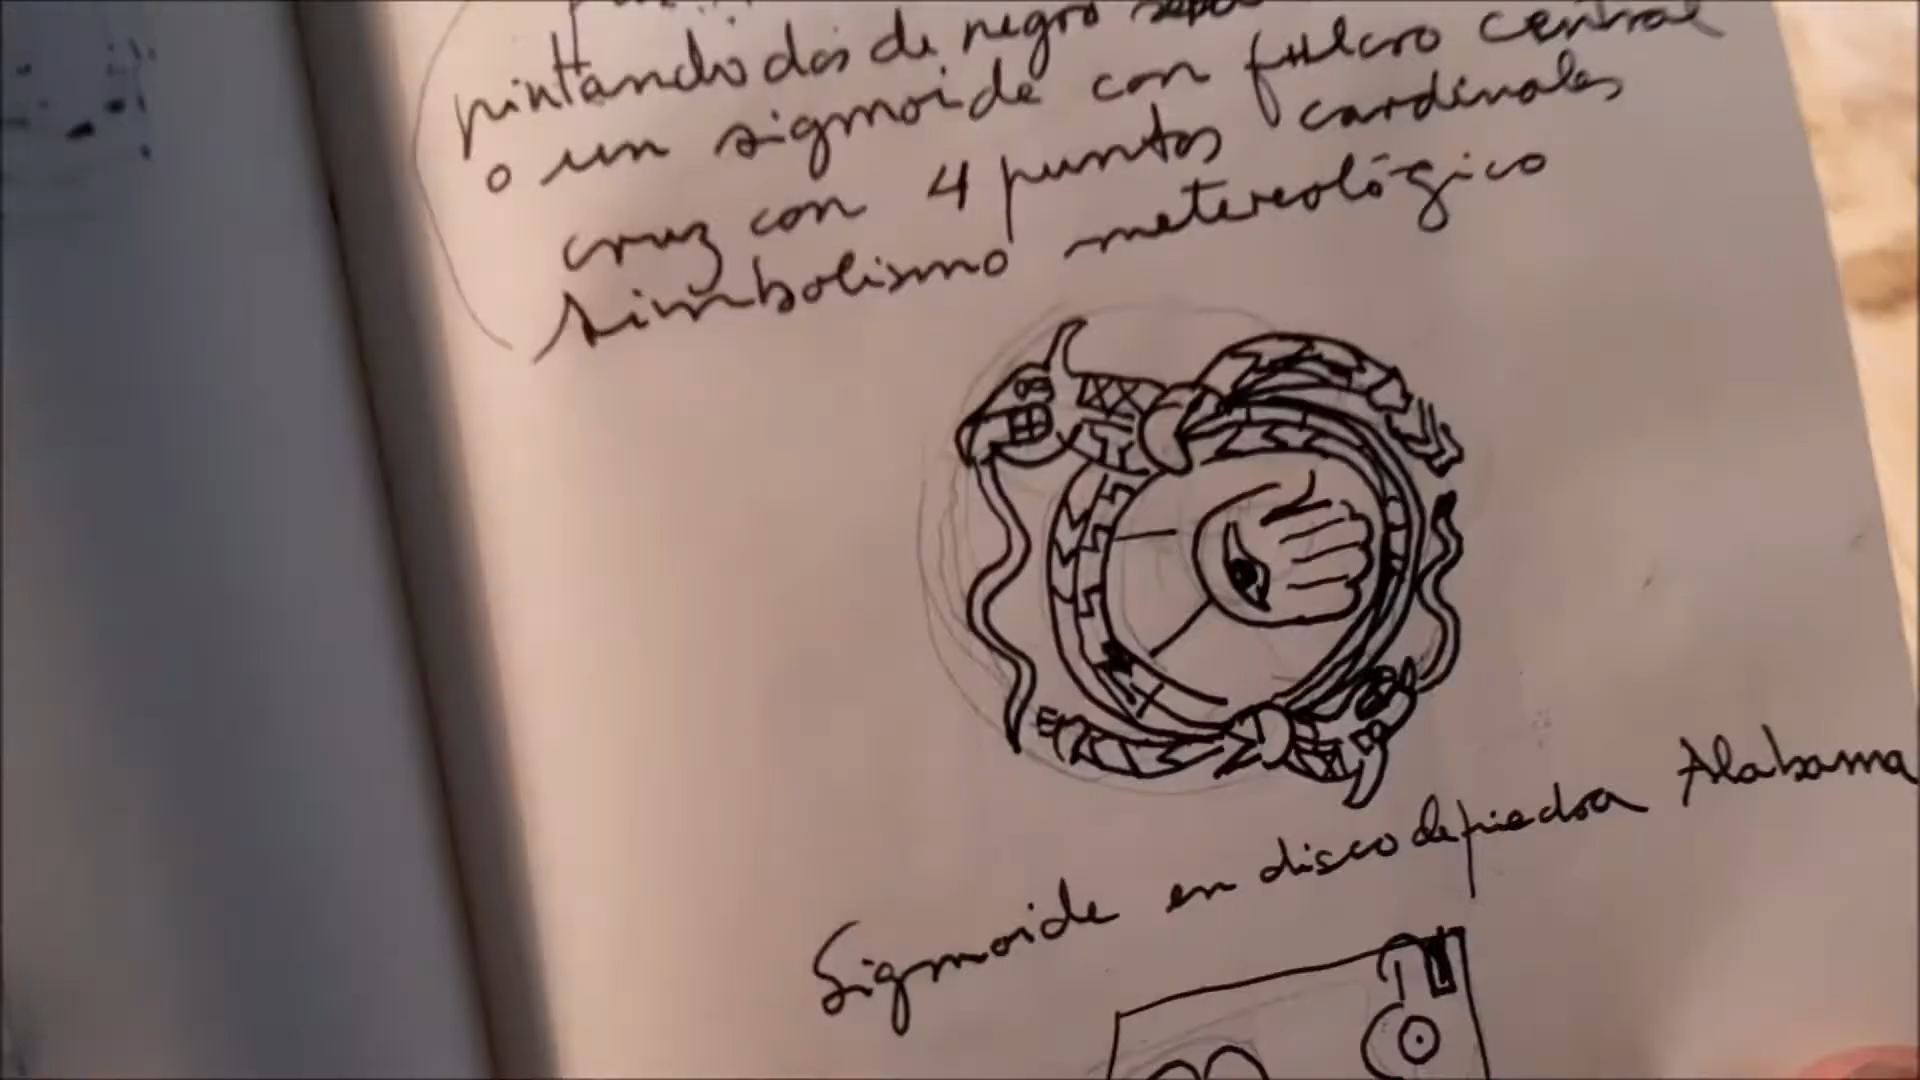 pintando dos de negro
o un sigmoide con fulcro central
cruz con 4 puntos cardinales
simbolismo metereológico
Sigmoide en disco de piedra Alabama